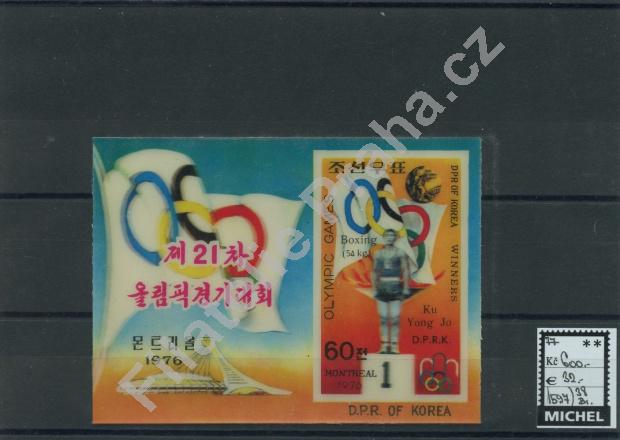 제21차
올림픽경기대회
몬트리올
1976
조선우표
DPR OF KOREA WINNERS
OLYMPIC GAMES
Boxing
(54 kg)
Ku
Yong Jo
D.P.R.K.
60전
MONTREAL
1976
1
D.P.R. OF KOREA
Filatelie Praha.cz
77 **
Kč 600.-
€ 32.-
MICHEL